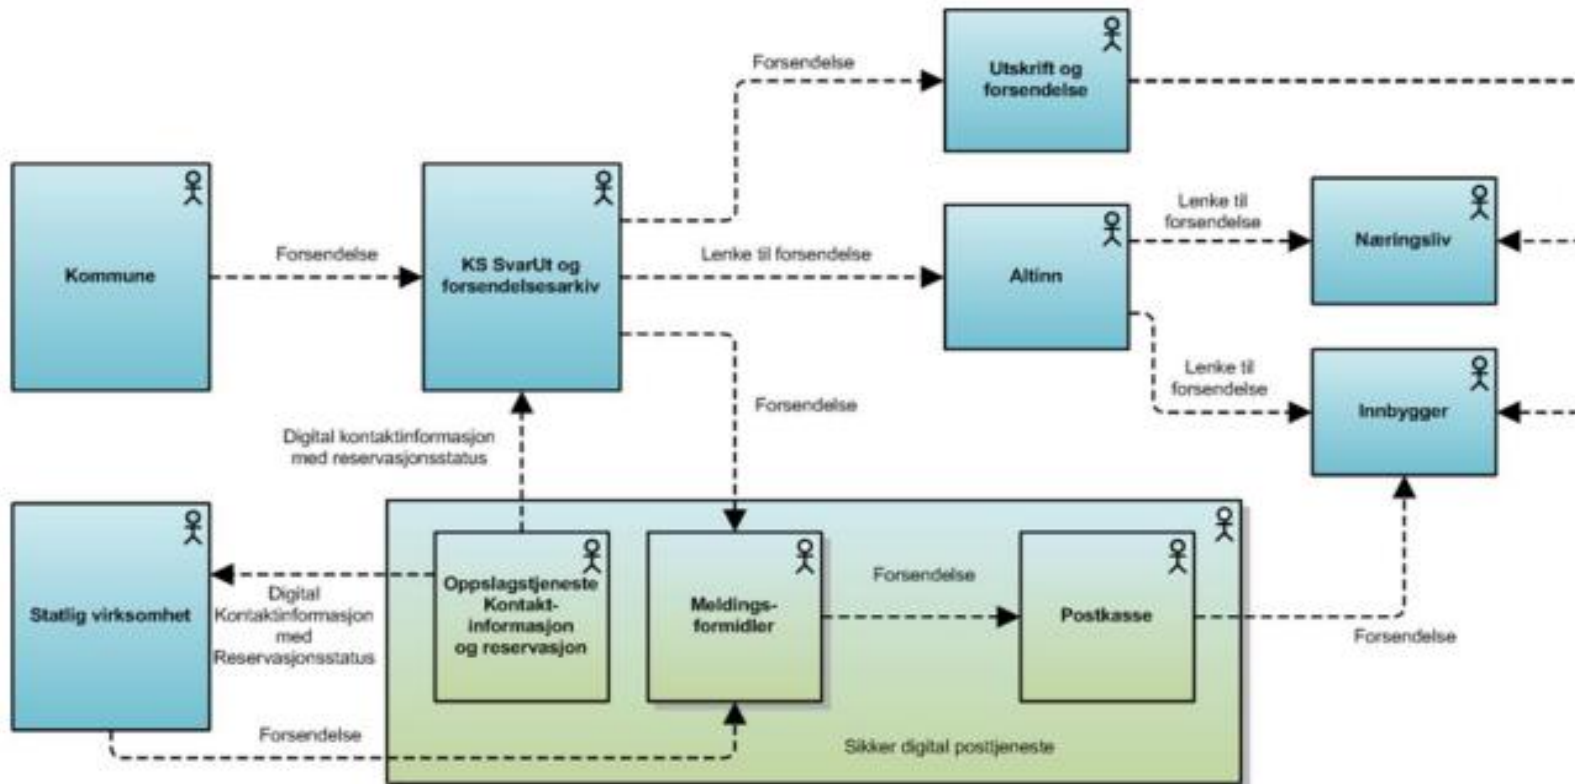 Forsendelse
Utskrift og
forsendelse
Kommune
Forsendelse
KS SvarUt og
forsendelsesarkiv
Lenke til forsendelse
Altinn
Lenke til
forsendelse
Næringsliv
Lenke til
forsendelse
Innbygger
Forsendelse
Digital kontaktinformasjon
med reservasjonsstatus
Statlig virksomhet
Digital
Kontaktinformasjon
med
Reservasjonsstatus
Oppslagstjeneste
Kontakt-
informasjon
og reservasjon
Meldings-
formidler
Forsendelse
Postkasse
Forsendelse
Forsendelse
Sikker digital posttjeneste